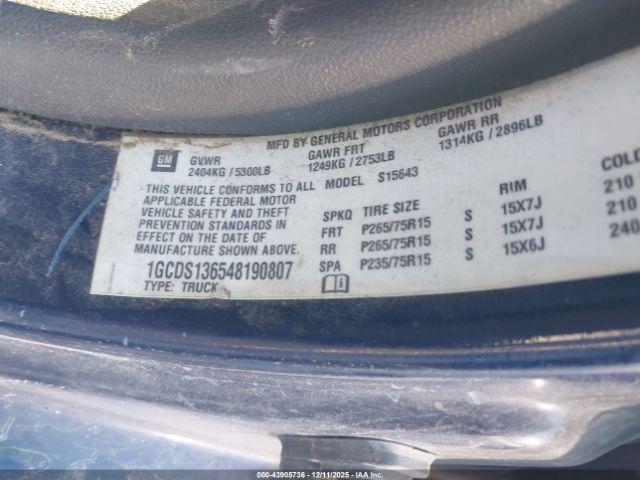 MFD BY GENERAL MOTORS CORPORATION
GM GVWR GAWR FRT GAWR RR
2404KG / 5300LB 1249KG / 2753LB 1314KG / 2896LB
THIS VEHICLE CONFORMS TO ALL MODEL S15643
APPLICABLE FEDERAL MOTOR
VEHICLE SAFETY AND THEFT
PREVENTION STANDARDS IN
EFFECT ON THE DATE OF
MANUFACTURE SHOWN ABOVE.
1GCDS136548190807
TYPE: TRUCK
SPKQ TIRE SIZE RIM COLD
FRT P265/75R15 S 15X7J 210
RR P265/75R15 S 15X7J 210
SPA P235/75R15 S 15X6J 240
000-43905736 - 12/11/2025 - IAAI.COM